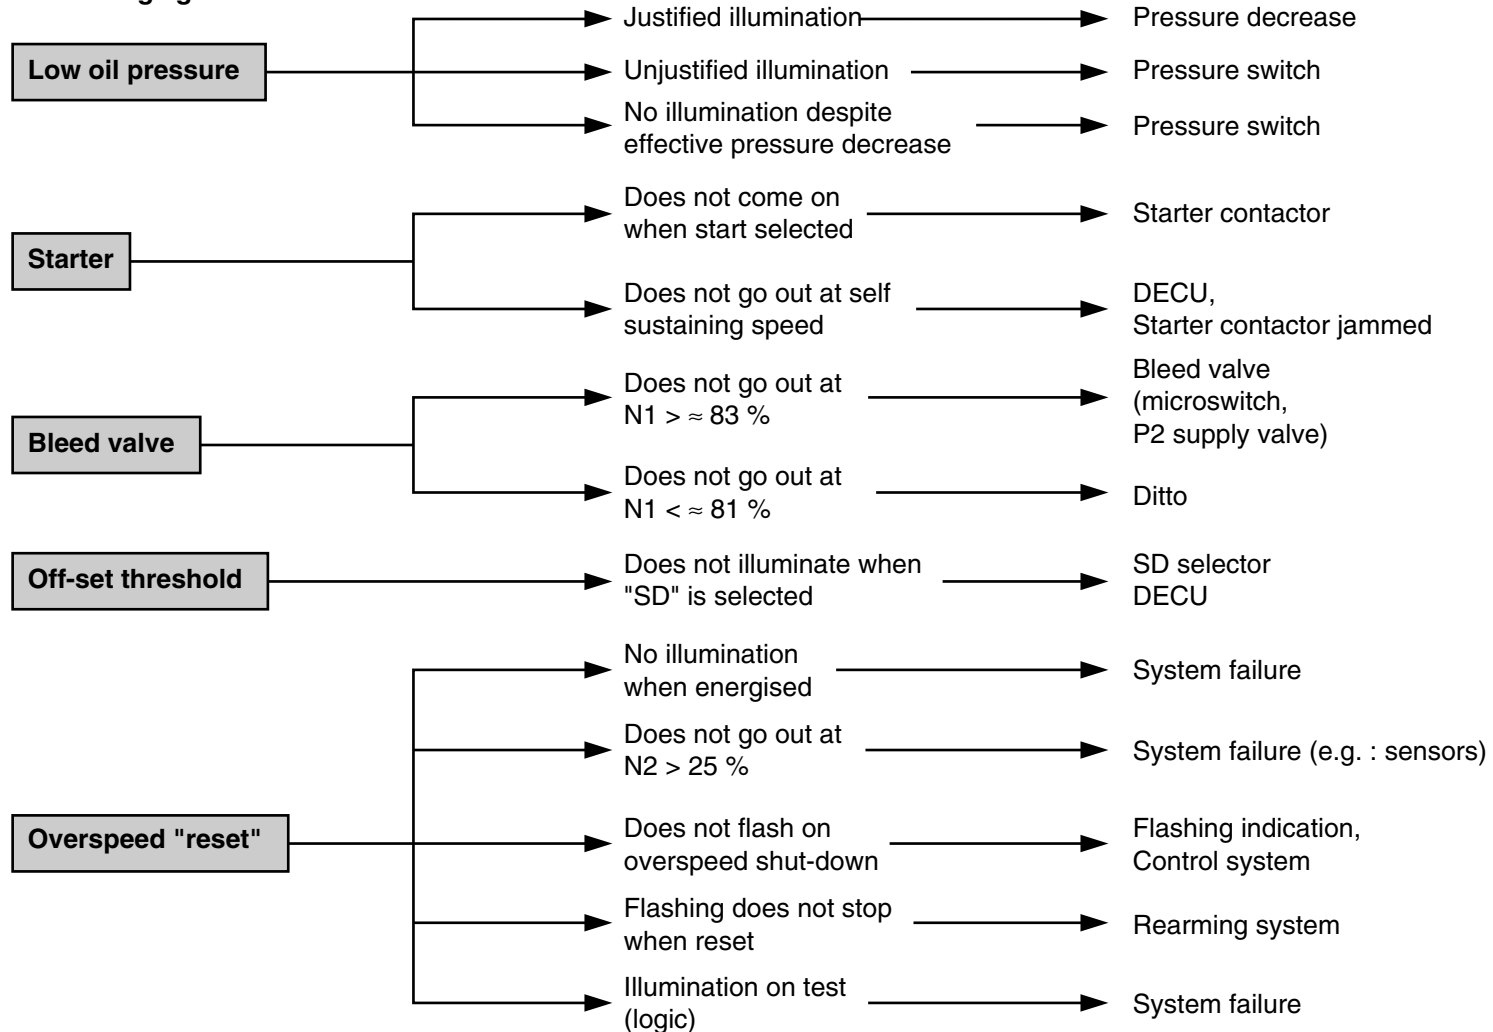 Justified illumination
Pressure decrease
Low oil pressure
Unjustified illumination
Pressure switch
No illumination despite
effective pressure decrease
Pressure switch
Does not come on
when start selected
Starter contactor
Starter
Does not go out at self
sustaining speed
DECU,
Starter contactor jammed
Does not go out at
N1 > ≈ 83 %
Bleed valve
(microswitch,
P2 supply valve)
Bleed valve
Does not go out at
N1 < ≈ 81 %
Ditto
Off-set threshold
Does not illuminate when
"SD" is selected
SD selector
DECU
No illumination
when energised
System failure
Does not go out at
N2 > 25 %
System failure (e.g. : sensors)
Overspeed "reset"
Does not flash on
overspeed shut-down
Flashing indication,
Control system
Flashing does not stop
when reset
Rearming system
Illumination on test
(logic)
System failure